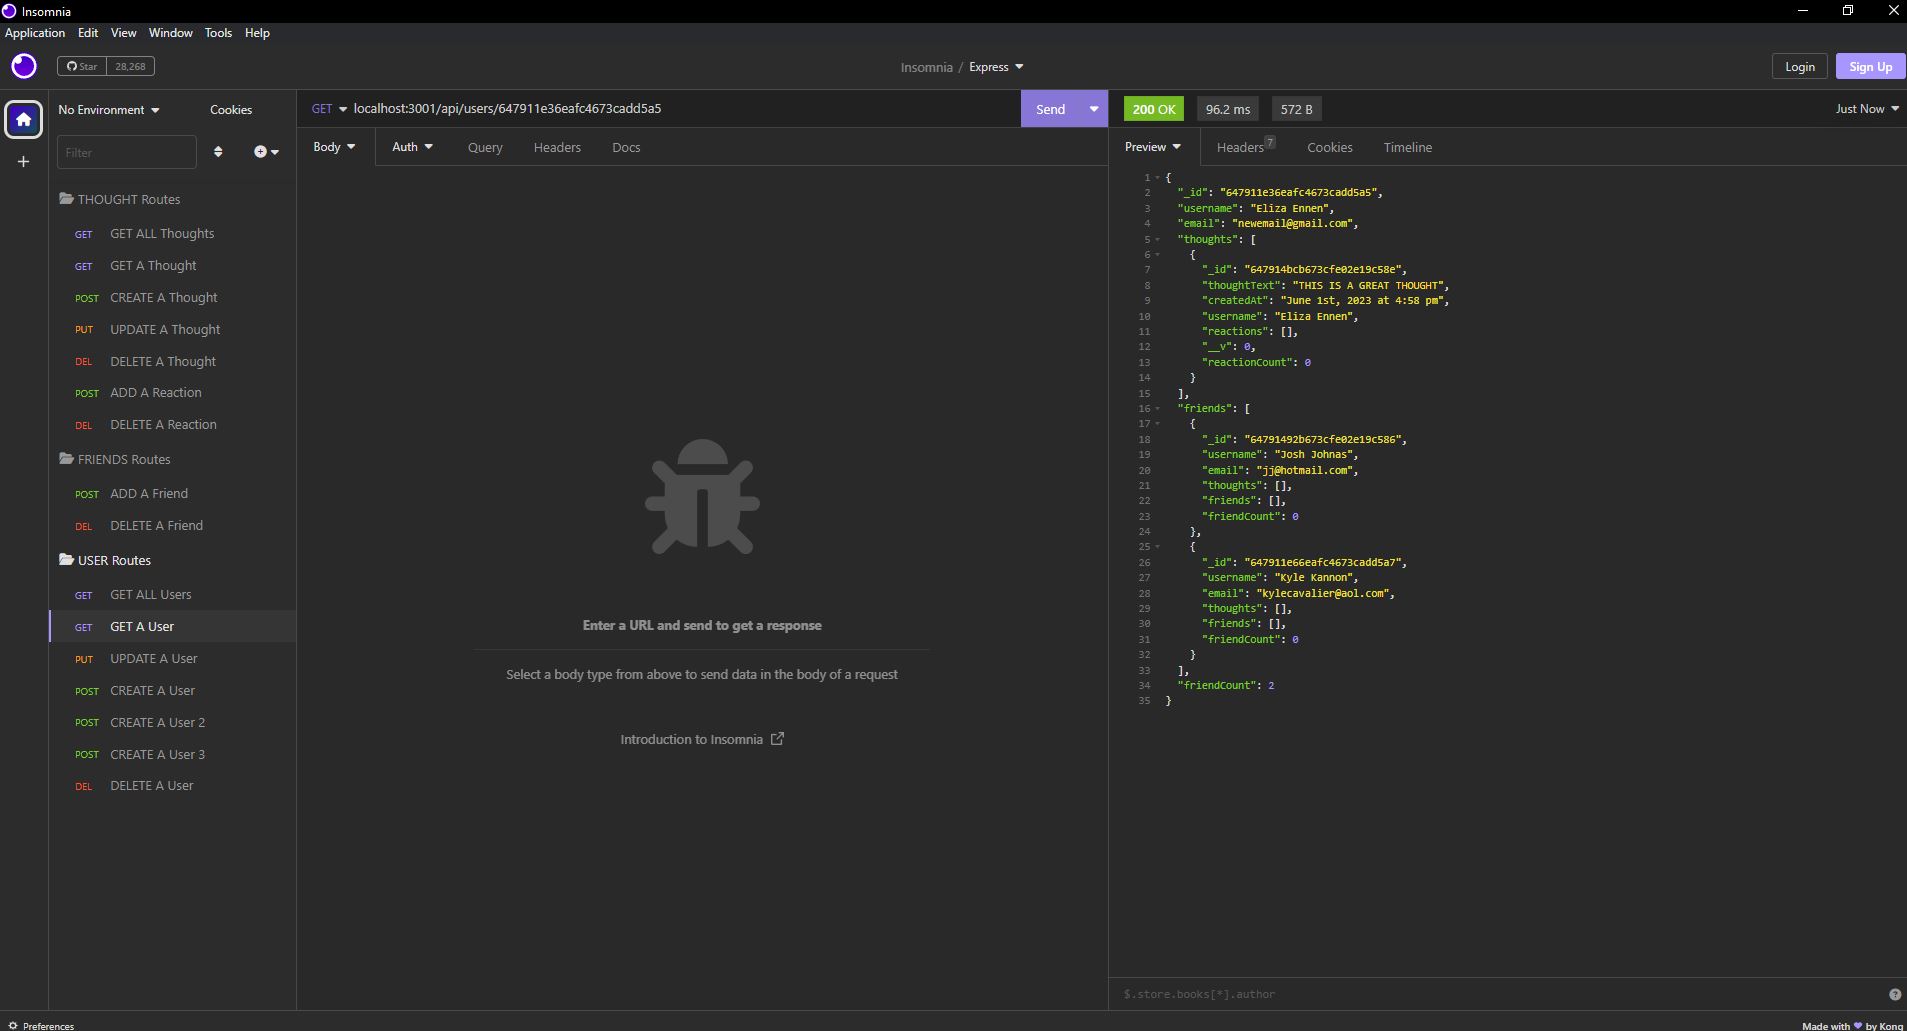 Insomnia
Application Edit View Window Tools Help
Star 28,268
Insomnia / Express
Login Sign Up
No Environment
Cookies
Filter
THOUGHT Routes
GET GET ALL Thoughts
GET GET A Thought
POST CREATE A Thought
PUT UPDATE A Thought
DEL DELETE A Thought
POST ADD A Reaction
DEL DELETE A Reaction
FRIENDS Routes
POST ADD A Friend
DEL DELETE A Friend
USER Routes
GET GET ALL Users
GET GET A User
PUT UPDATE A User
POST CREATE A User
POST CREATE A User 2
POST CREATE A User 3
DEL DELETE A User
GET localhost:3001/api/users/647911e36eafc4673cadd5a5
Send
Body Auth Query Headers Docs
Enter a URL and send to get a response
Select a body type from above to send data in the body of a request
Introduction to Insomnia
200 OK 96.2 ms 572 B
Just Now
Preview Headers 7 Cookies Timeline
1 {
2 "_id": "647911e36eafc4673cadd5a5",
3 "username": "Eliza Ennen",
4 "email": "newemail@gmail.com",
5 "thoughts": [
6 {
7 "_id": "647914bcb673cfe02e19c58e",
8 "thoughtText": "THIS IS A GREAT THOUGHT",
9 "createdAt": "June 1st, 2023 at 4:58 pm",
10 "username": "Eliza Ennen",
11 "reactions": [],
12 "__v": 0,
13 "reactionCount": 0
14 }
15 ],
16 "friends": [
17 {
18 "_id": "64791492b673cfe02e19c586",
19 "username": "Josh Johnas",
20 "email": "jj@hotmail.com",
21 "thoughts": [],
22 "friends": [],
23 "friendCount": 0
24 },
25 {
26 "_id": "647911e66eafc4673cadd5a7",
27 "username": "Kyle Kannon",
28 "email": "kylecavalier@aol.com",
29 "thoughts": [],
30 "friends": [],
31 "friendCount": 0
32 }
33 ],
34 "friendCount": 2
35 }
$.store.books[*].author
Preferences
Made with ♥ by Kong